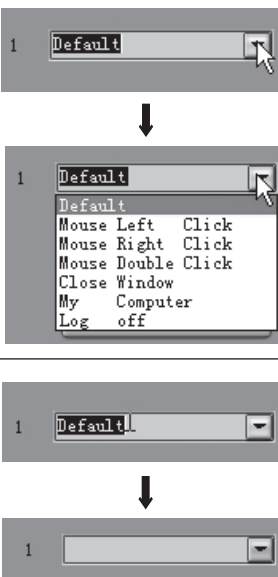 1 Default
1 Default
Default
Mouse Left Click
Mouse Right Click
Mouse Double Click
Close Window
My Computer
Log off
1 Default
1